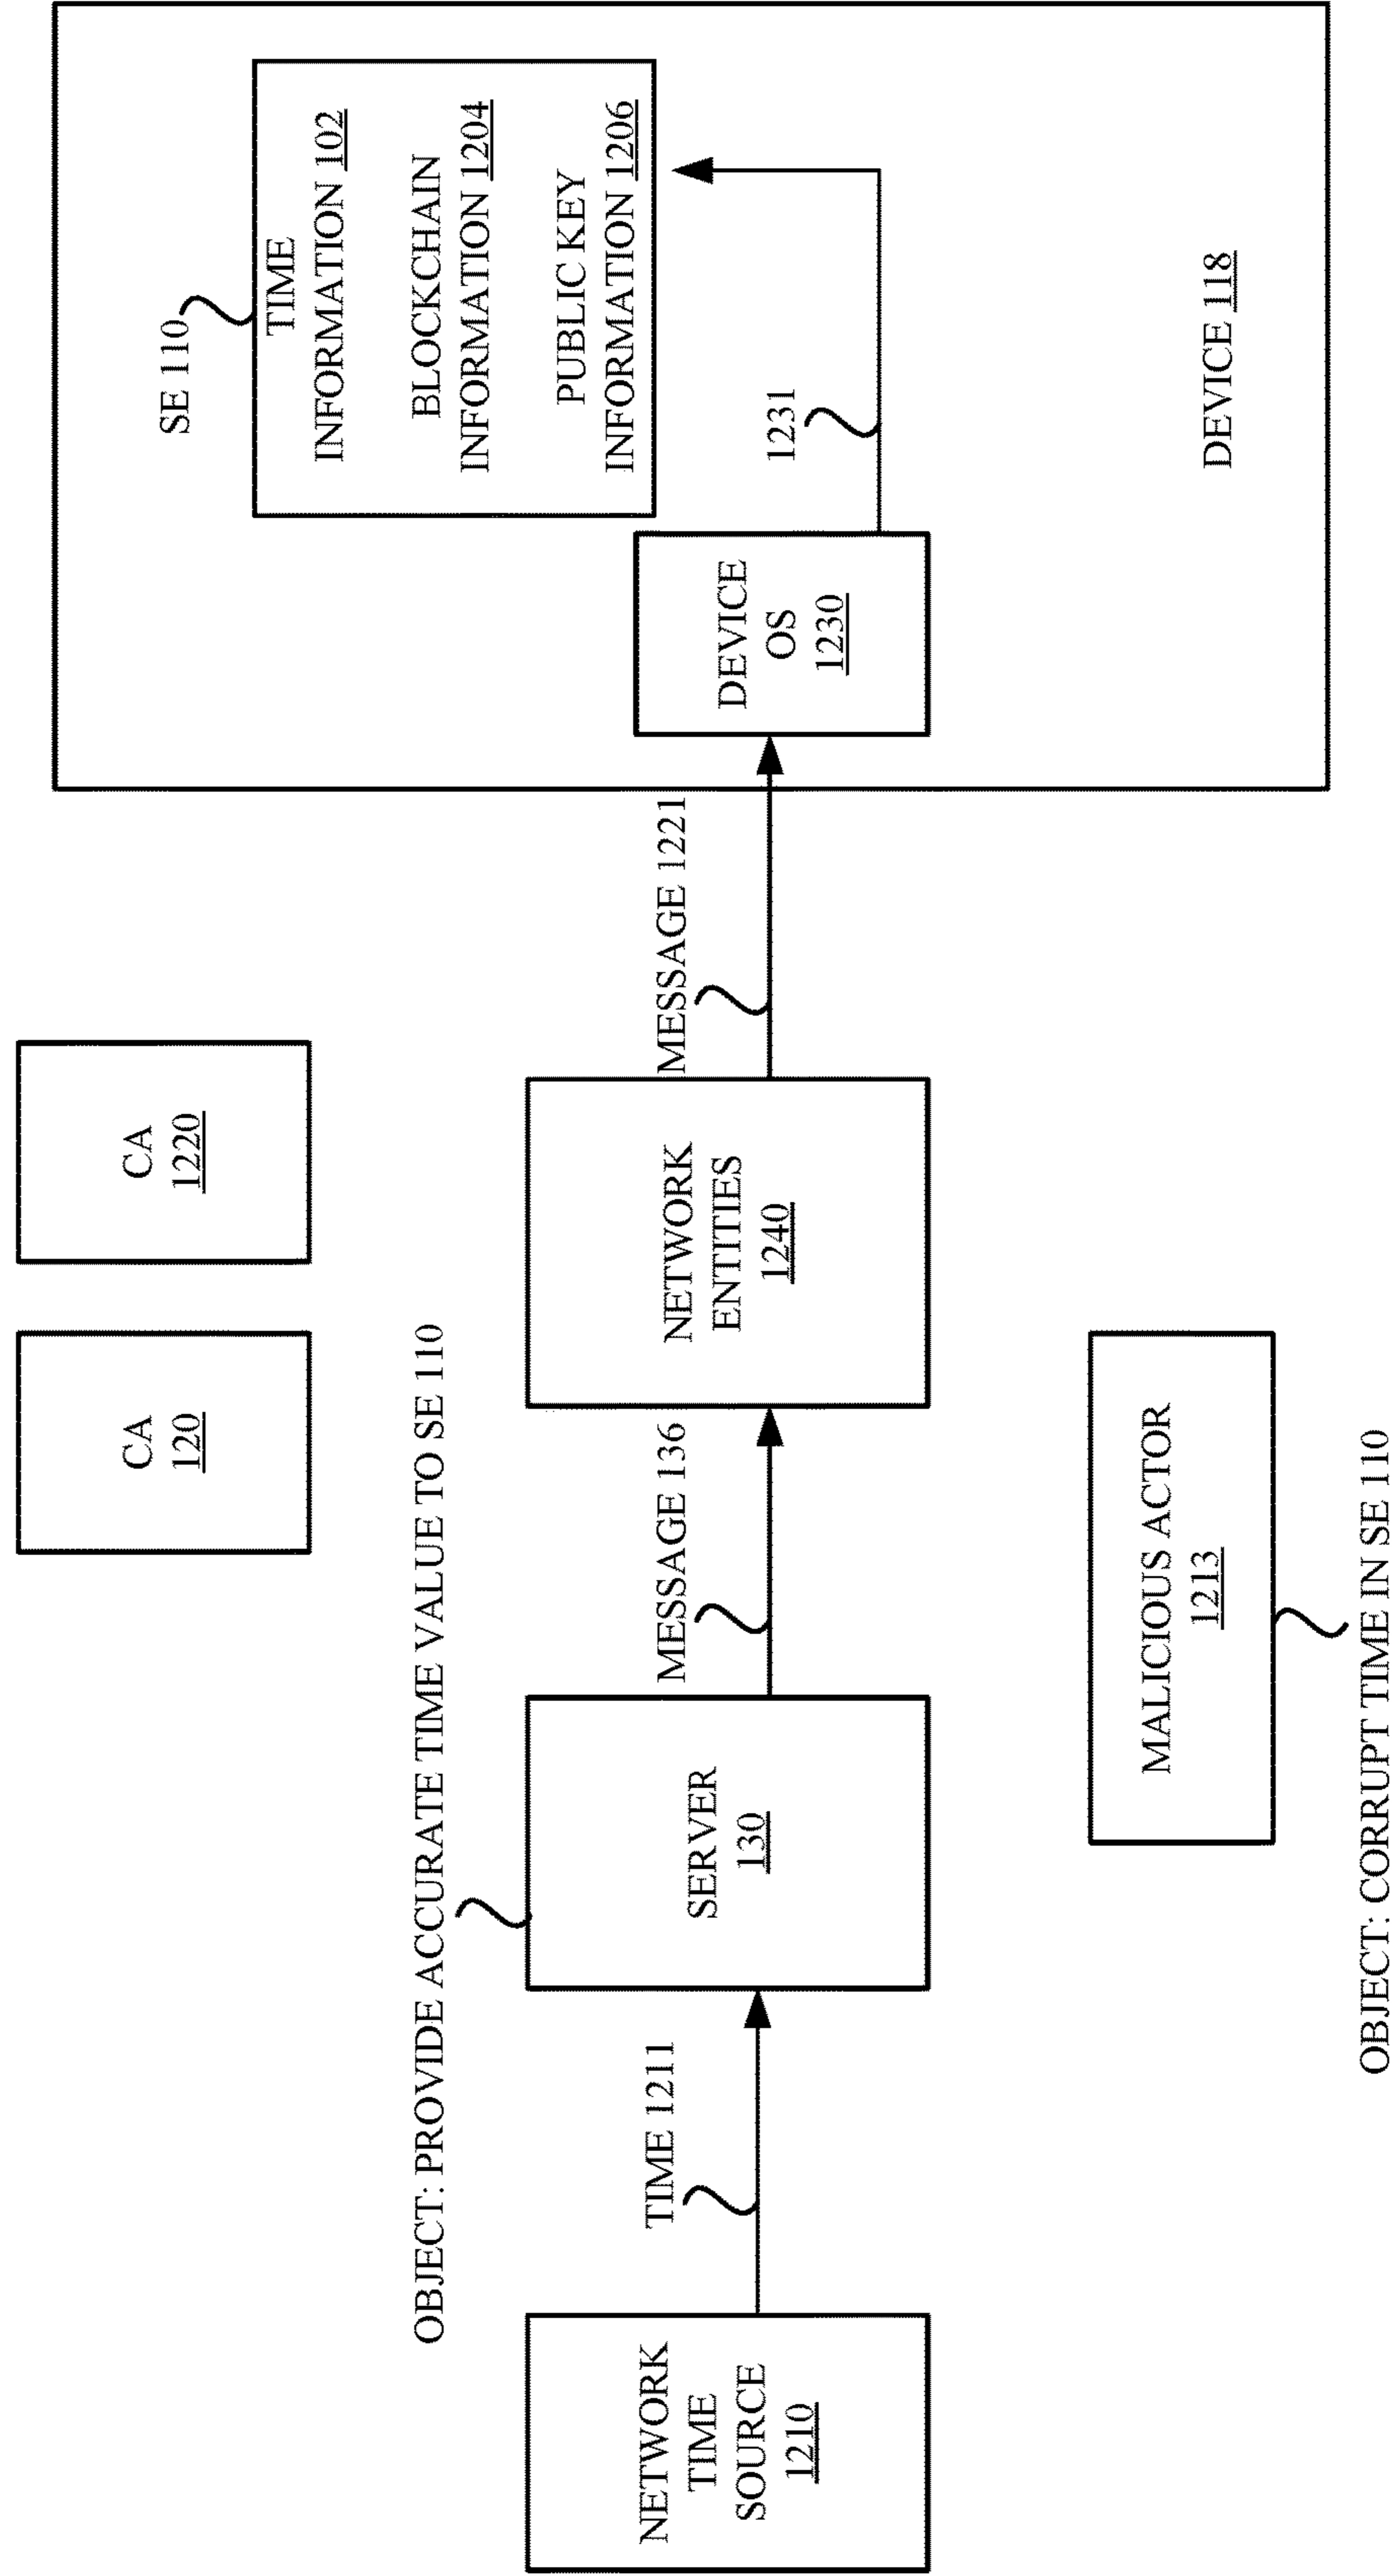 NETWORK
TIME
SOURCE
1210
TIME 1211
OBJECT: PROVIDE ACCURATE TIME VALUE TO SE 110
SERVER
130
MESSAGE 136
CA
120
CA
1220
NETWORK
ENTITIES
1240
MESSAGE 1221
MALICIOUS ACTOR
1213
OBJECT: CORRUPT TIME IN SE 110
SE 110
TIME
INFORMATION 102
BLOCKCHAIN
INFORMATION 1204
PUBLIC KEY
INFORMATION 1206
DEVICE
OS
1230
1231
DEVICE 118